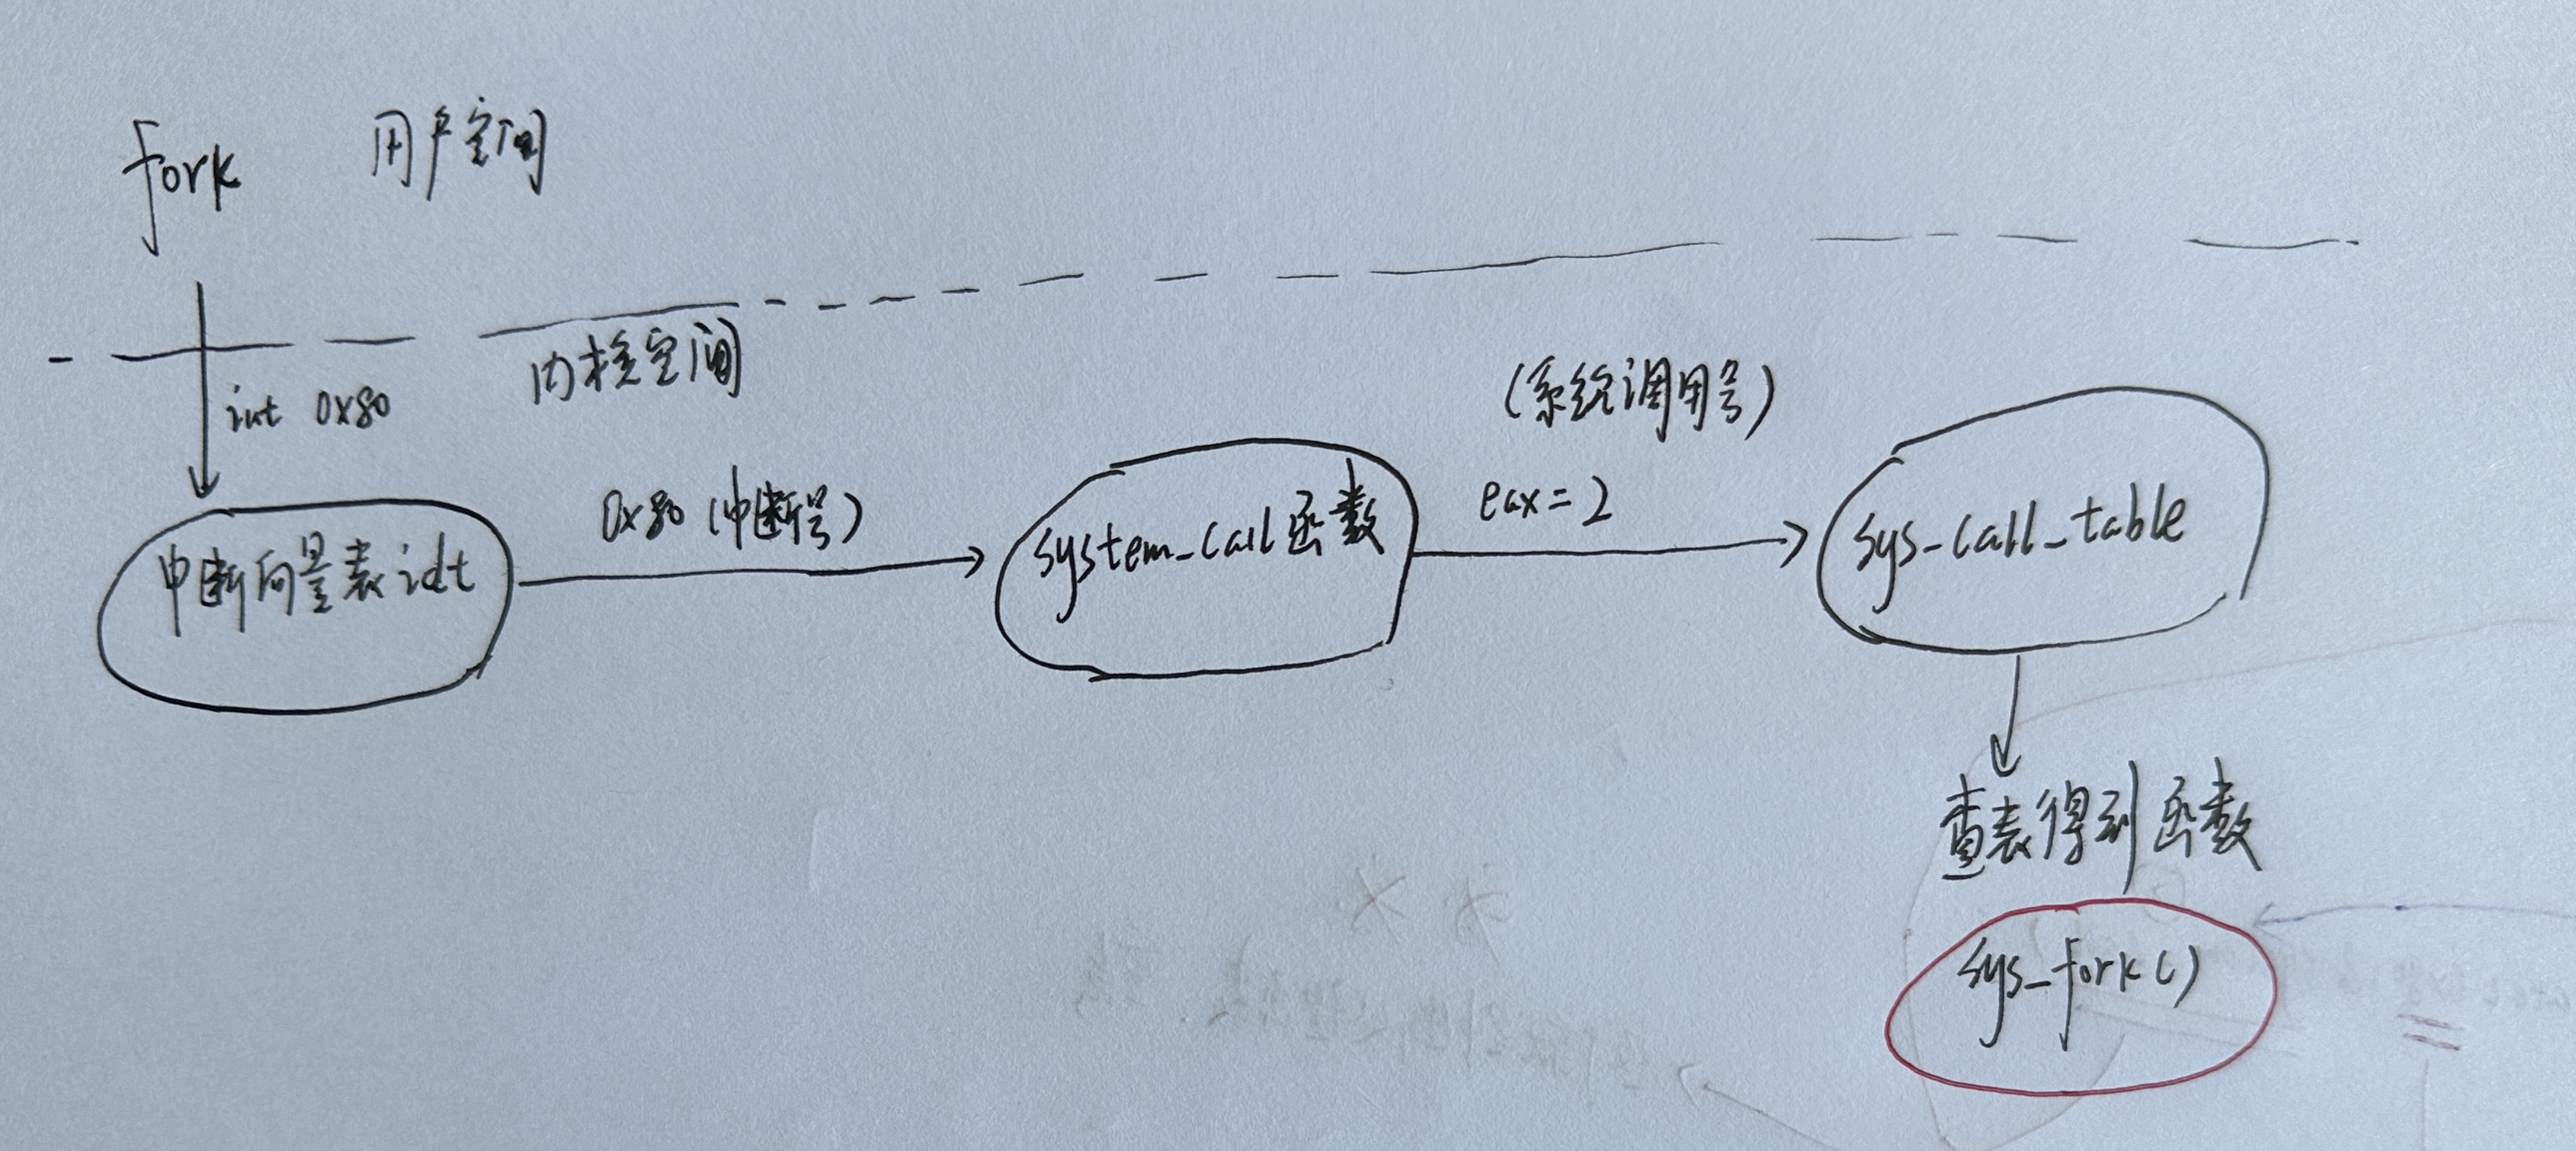 fork 用户空间
int 0x80
内核空间
中断向量表idt
0x80 (中断号)
system_call函数
(系统调用号)
eax=2
sys_call_table
查表得到函数
sys_fork()